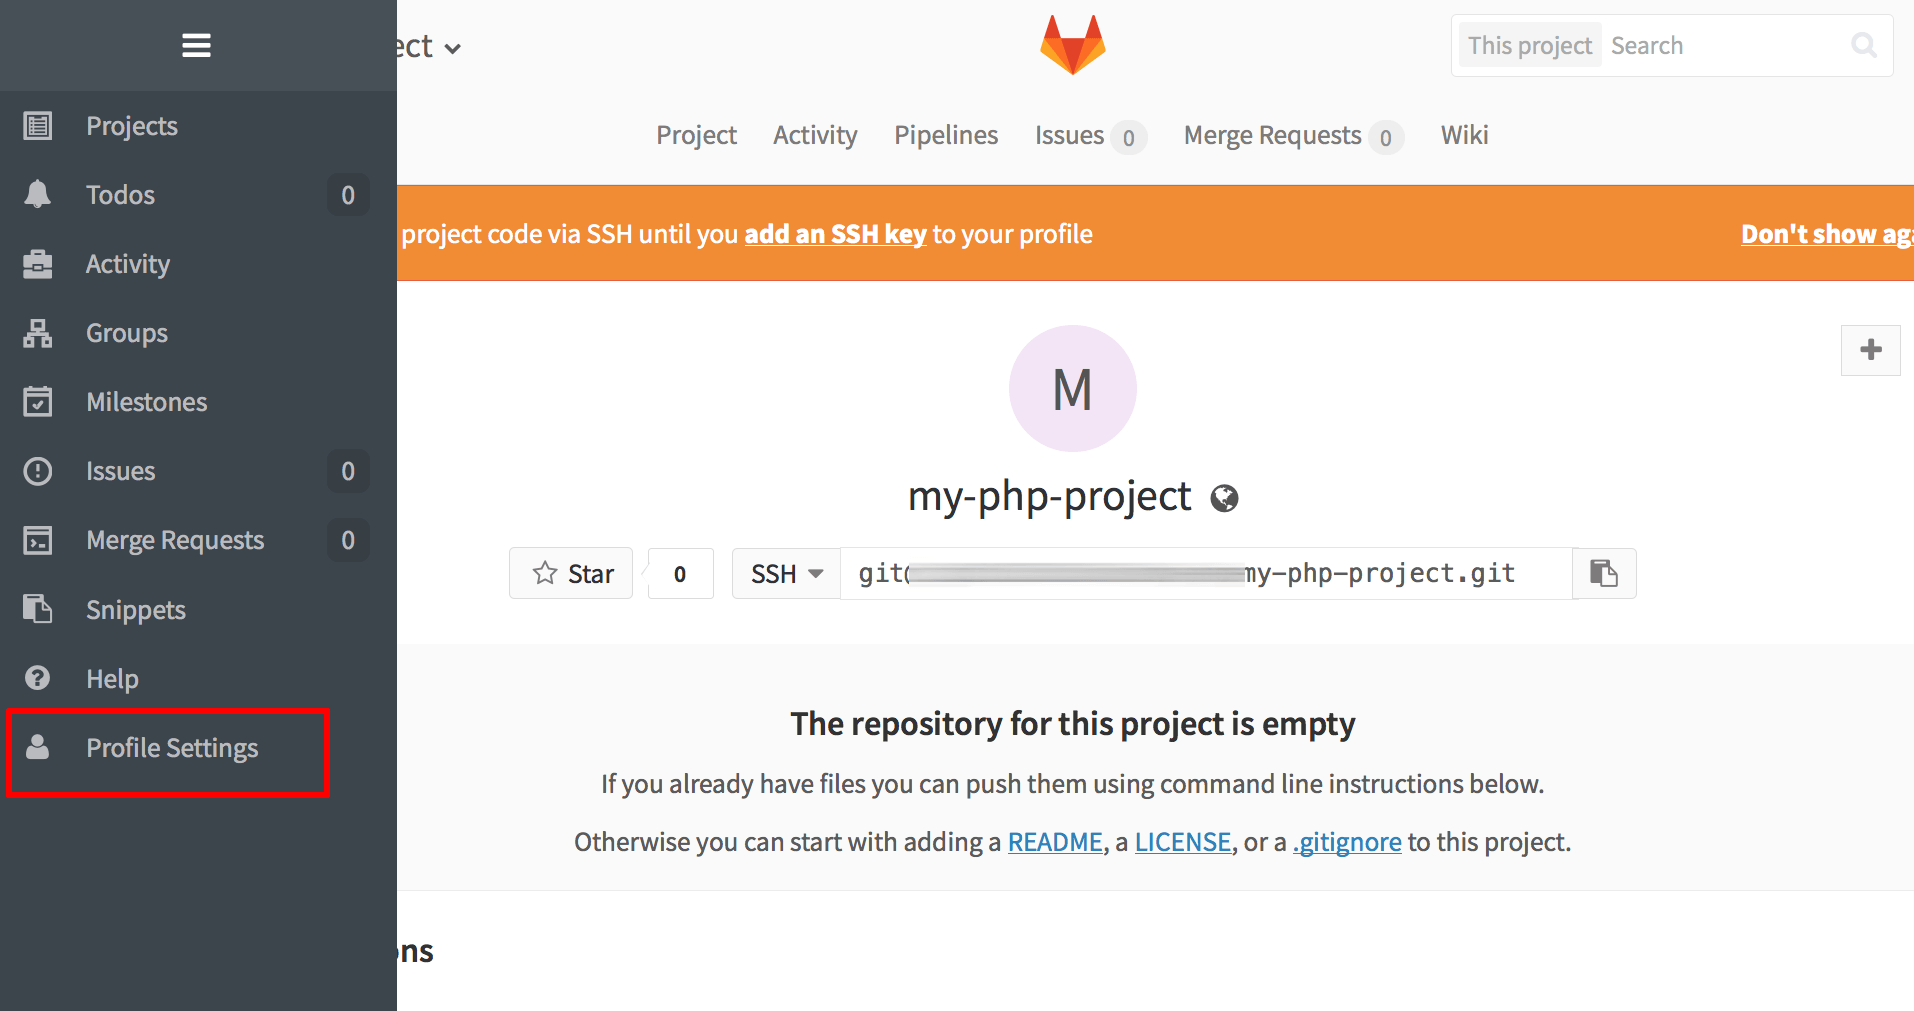 Projects
Todos 0
Activity
Groups
Milestones
Issues 0
Merge Requests 0
Snippets
Help
Profile Settings
ect
This project Search
Project Activity Pipelines Issues 0 Merge Requests 0 Wiki
project code via SSH until you add an SSH key to your profile
Don't show aga
M
my-php-project
Star 0 SSH git@ my-php-project.git
The repository for this project is empty
If you already have files you can push them using command line instructions below.
Otherwise you can start with adding a README, a LICENSE, or a .gitignore to this project.
ons